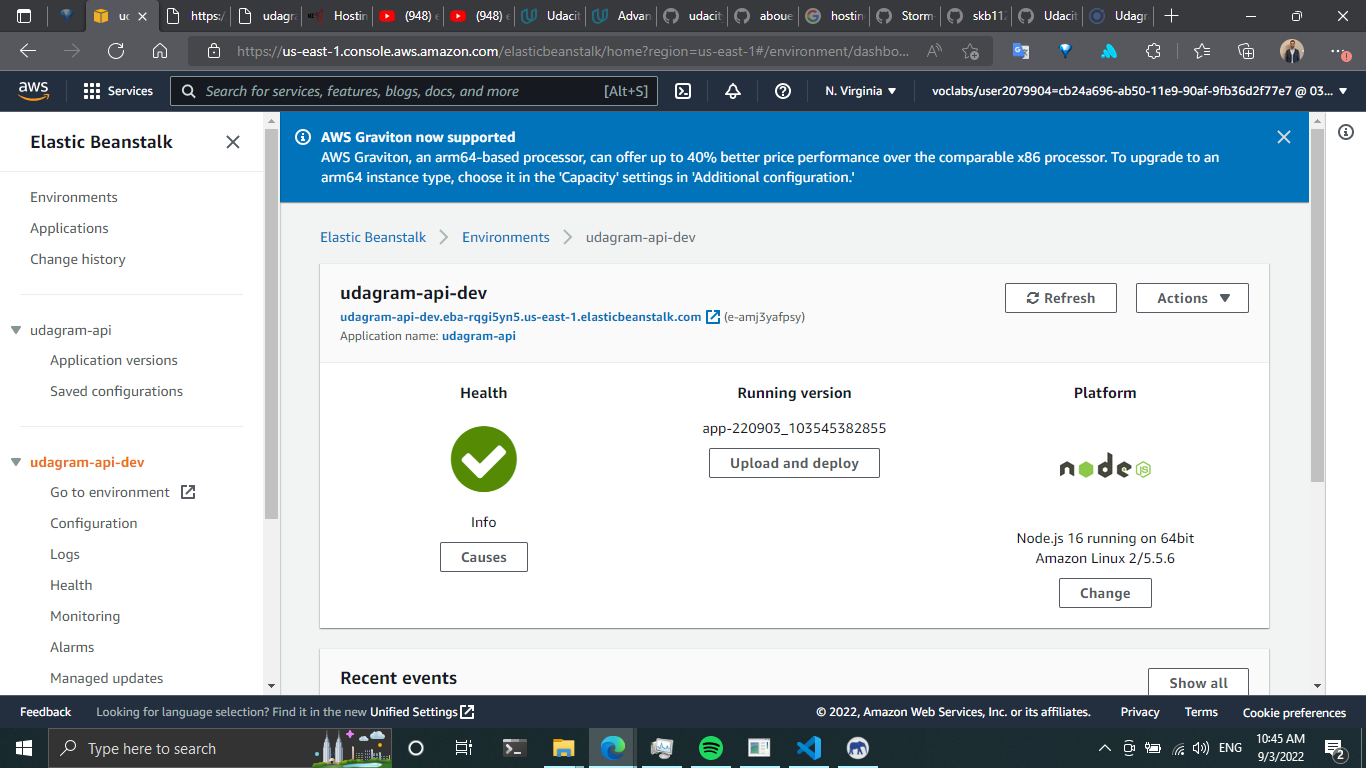 uc
https:/
udagra
Hostin
(948) e
(948) e
Udacit
Advan
udacit
aboue
hostin
Storm-
skb112
Udacit
Udagr
https://us-east-1.console.aws.amazon.com/elasticbeanstalk/home?region=us-east-1#/environment/dashbo...
aws
Services
Search for services, features, blogs, docs, and more
[Alt+S]
N. Virginia
voclabs/user2079904=cb24a696-ab50-11e9-90af-9fb36d2f77e7 @ 03...
Elastic Beanstalk
Environments
Applications
Change history
udagram-api
Application versions
Saved configurations
udagram-api-dev
Go to environment
Configuration
Logs
Health
Monitoring
Alarms
Managed updates
AWS Graviton now supported
AWS Graviton, an arm64-based processor, can offer up to 40% better price performance over the comparable x86 processor. To upgrade to an
arm64 instance type, choose it in the 'Capacity' settings in 'Additional configuration.'
Elastic Beanstalk
Environments
udagram-api-dev
udagram-api-dev
udagram-api-dev.eba-rqgi5yn5.us-east-1.elasticbeanstalk.com (e-amj3yafpsy)
Application name: udagram-api
Refresh
Actions
Health
Info
Causes
Running version
app-220903_103545382855
Upload and deploy
Platform
node JS
Node.js 16 running on 64bit
Amazon Linux 2/5.5.6
Change
Recent events
Show all
Feedback
Looking for language selection? Find it in the new Unified Settings
© 2022, Amazon Web Services, Inc. or its affiliates.
Privacy
Terms
Cookie preferences
Type here to search
ENG
10:45 AM
9/3/2022
2